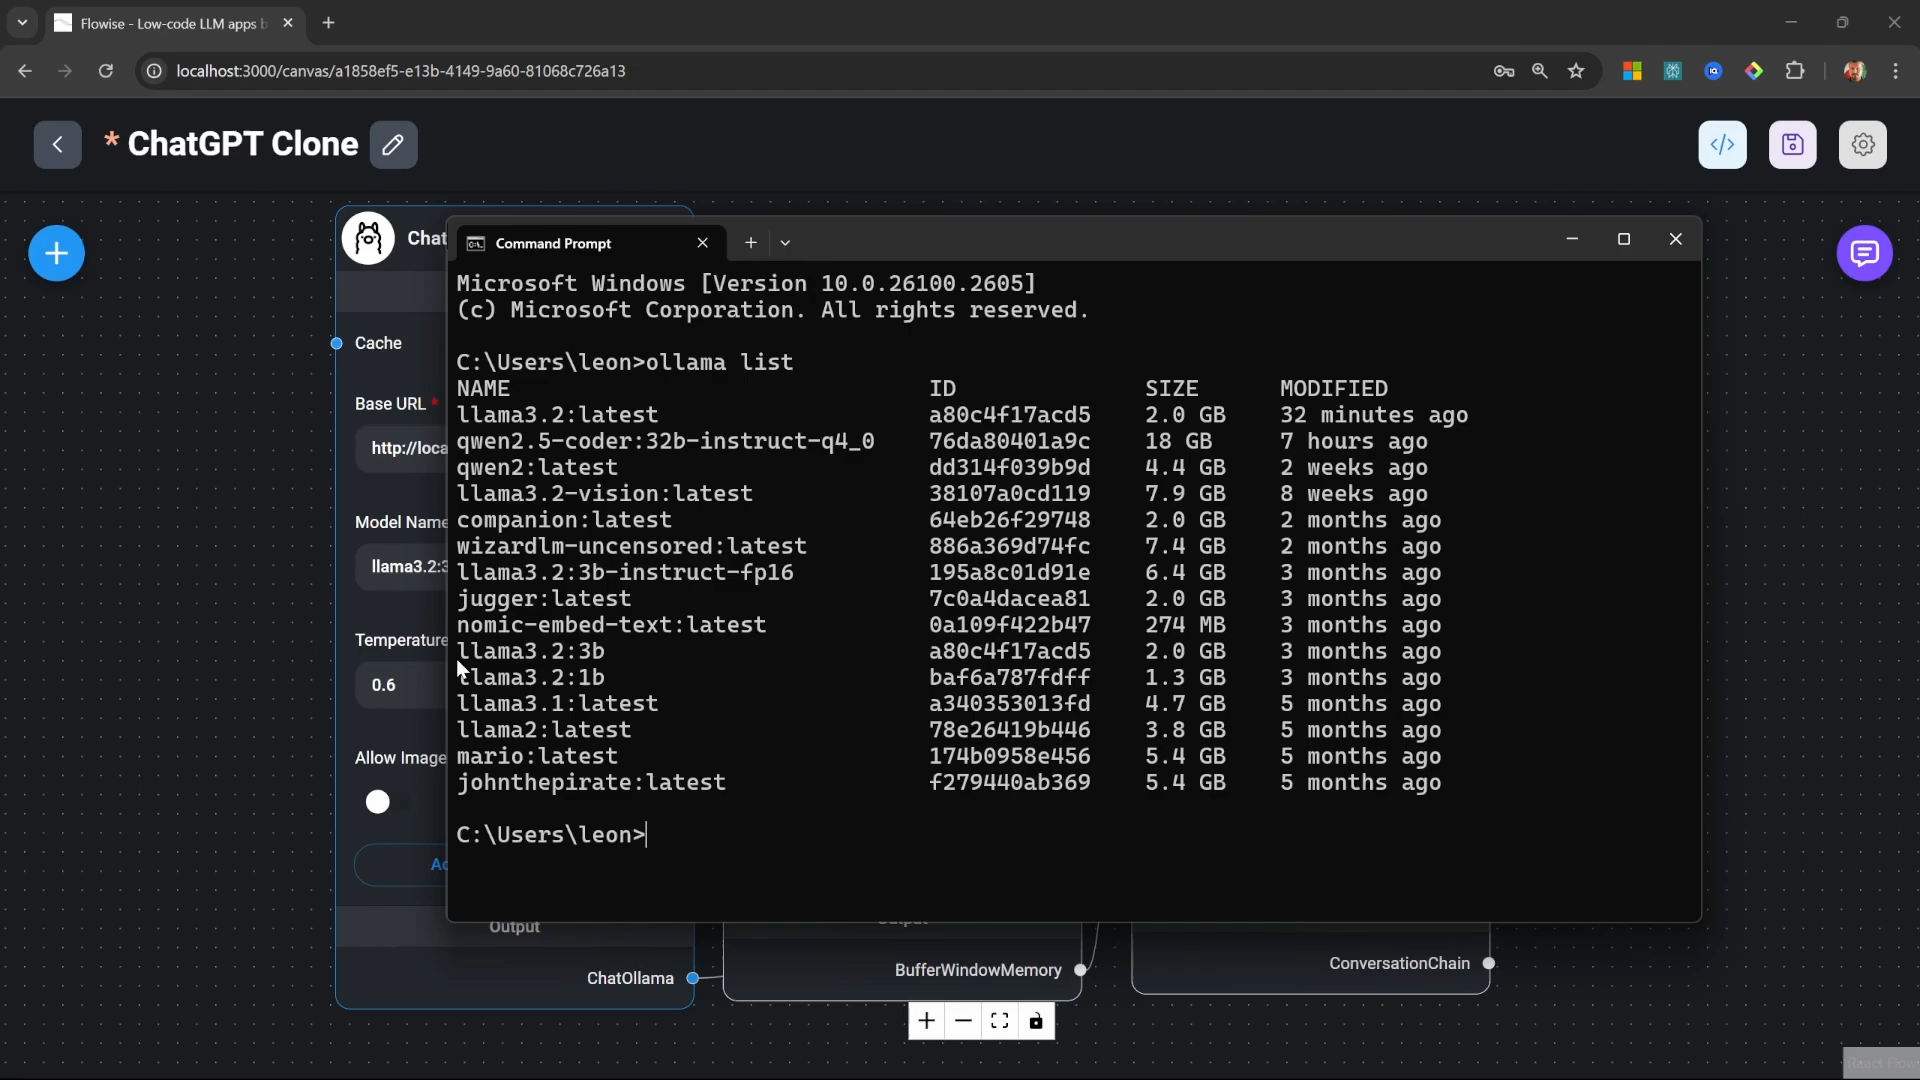 Flowise - Low-code LLM apps b
localhost:3000/canvas/a1858ef5-e13b-4149-9a60-81068c726a13
* ChatGPT Clone
Chat
Command Prompt
Microsoft Windows [Version 10.0.26100.2605]
(c) Microsoft Corporation. All rights reserved.
C:\Users\leon>ollama list
NAME ID SIZE MODIFIED
llama3.2:latest a80c4f17acd5 2.0 GB 32 minutes ago
qwen2.5-coder:32b-instruct-q4_0 76da80401a9c 18 GB 7 hours ago
qwen2:latest dd314f039b9d 4.4 GB 2 weeks ago
llama3.2-vision:latest 38107a0cd119 7.9 GB 8 weeks ago
companion:latest 64eb26f29748 2.0 GB 2 months ago
wizardlm-uncensored:latest 886a369d74fc 7.4 GB 2 months ago
llama3.2:3b-instruct-fp16 195a8c01d91e 6.4 GB 3 months ago
jugger:latest 7c0a4dacea81 2.0 GB 3 months ago
nomic-embed-text:latest 0a109f422b47 274 MB 3 months ago
llama3.2:3b a80c4f17acd5 2.0 GB 3 months ago
llama3.2:1b baf6a787fdff 1.3 GB 3 months ago
llama3.1:latest a340353013fd 4.7 GB 5 months ago
llama2:latest 78e26419b446 3.8 GB 5 months ago
mario:latest 174b0958e456 5.4 GB 5 months ago
johnthepirate:latest f279440ab369 5.4 GB 5 months ago
C:\Users\leon>
Cache
Base URL *
http://loca
Model Name
llama3.2:3
Temperature
0.6
Allow Image
Ad
Output
ChatOllama
Output
BufferWindowMemory
ConversationChain